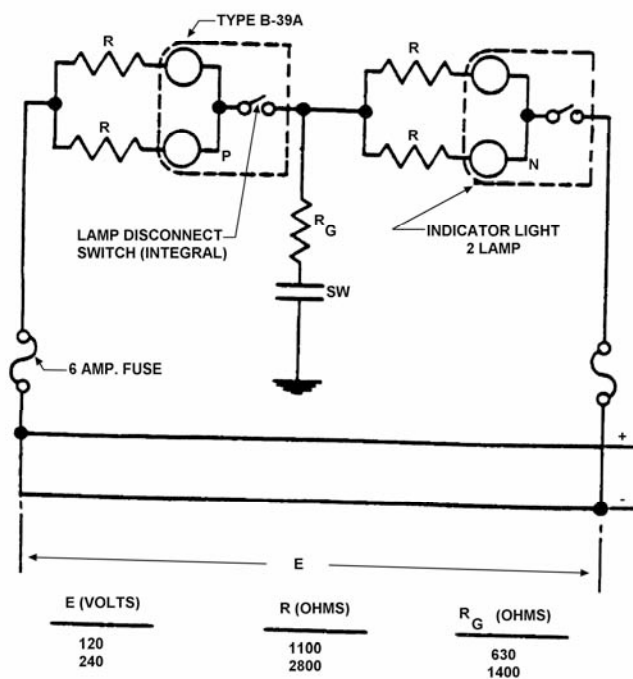 TYPE B-39A
R
R
R
P
R
N
LAMP DISCONNECT
SWITCH (INTEGRAL)
R G
SW
INDICATOR LIGHT
2 LAMP
6 AMP. FUSE
+
-
E
E (VOLTS) R (OHMS) R G (OHMS)
120 1100 630
240 2800 1400